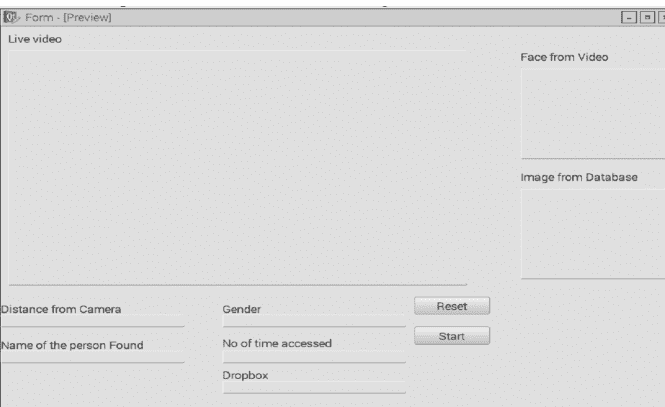 Form - [Preview]
Live video
Face from Video
Image from Database
Distance from Camera
Gender
Reset
Name of the person Found
No of time accessed
Start
Dropbox